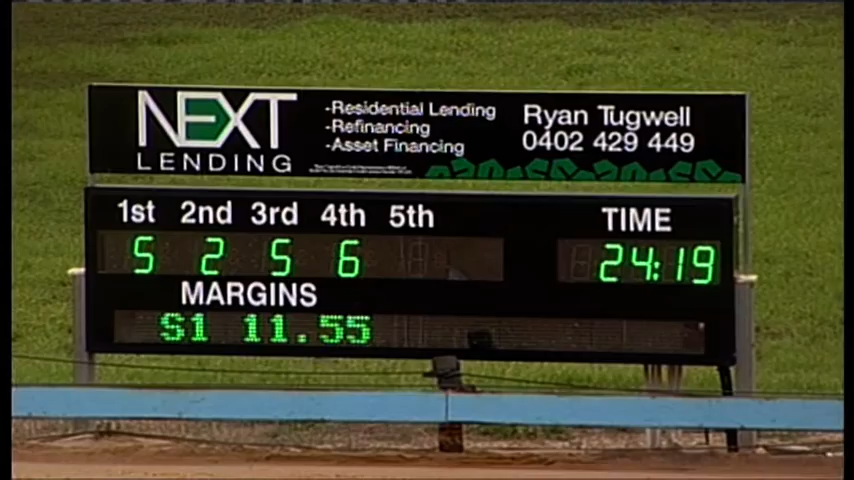 NEXT
LENDING
-Residential Lending
-Refinancing
-Asset Financing
Ryan Tugwell
0402 429 449
1st 2nd 3rd 4th 5th TIME
5 2 5 6 24:19
MARGINS
S1 11.55